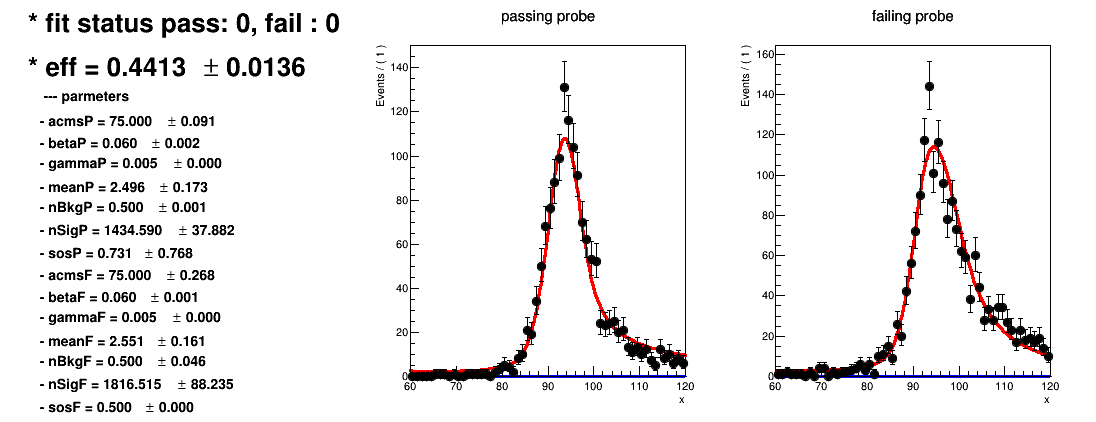 * fit status pass: 0, fail : 0
* eff = 0.4413 ± 0.0136
--- parmeters
- acmsP = 75.000 ± 0.091
- betaP = 0.060 ± 0.002
- gammaP = 0.005 ± 0.000
- meanP = 2.496 ± 0.173
- nBkgP = 0.500 ± 0.001
- nSigP = 1434.590 ± 37.882
- sosP = 0.731 ± 0.768
- acmsF = 75.000 ± 0.268
- betaF = 0.060 ± 0.001
- gammaF = 0.005 ± 0.000
- meanF = 2.551 ± 0.161
- nBkgF = 0.500 ± 0.046
- nSigF = 1816.515 ± 88.235
- sosF = 0.500 ± 0.000
passing probe
Events / ( 1 )
140
120
100
80
60
40
20
0
60 70 80 90 100 110 120
x
failing probe
Events / ( 1 )
160
140
120
100
80
60
40
20
0
60 70 80 90 100 110 120
x